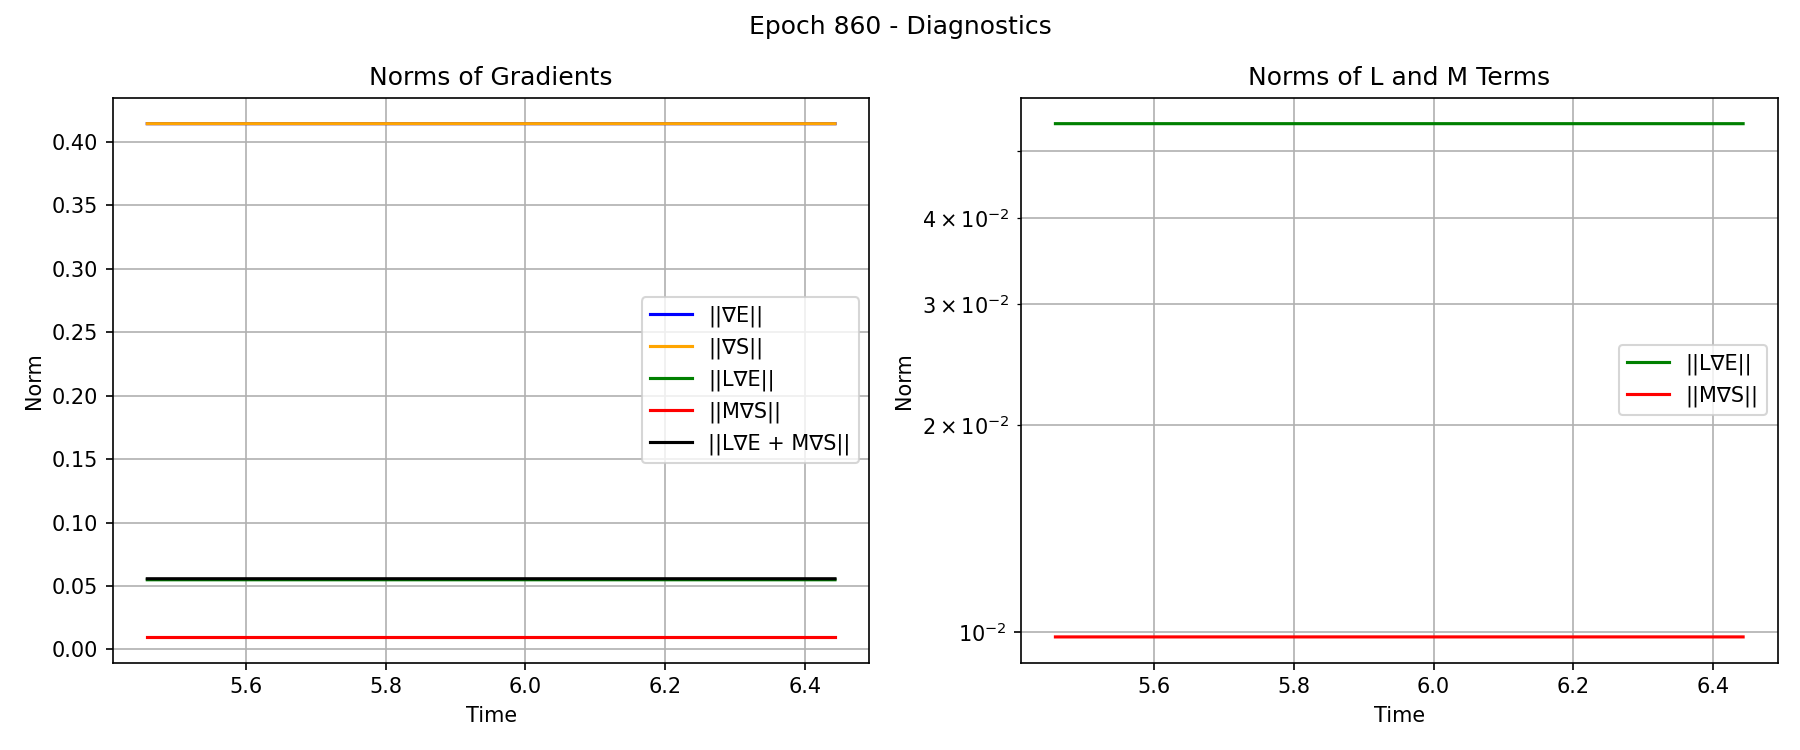 Epoch 860 - Diagnostics
Norms of Gradients
Norm
0.40
0.35
0.30
0.25
0.20
0.15
0.10
0.05
0.00
||∇E||
||∇S||
||L∇E||
||M∇S||
||L∇E + M∇S||
5.6
5.8
6.0
6.2
6.4
Time
Norms of L and M Terms
Norm
4 × 10⁻²
3 × 10⁻²
2 × 10⁻²
10⁻²
||L∇E||
||M∇S||
5.6
5.8
6.0
6.2
6.4
Time